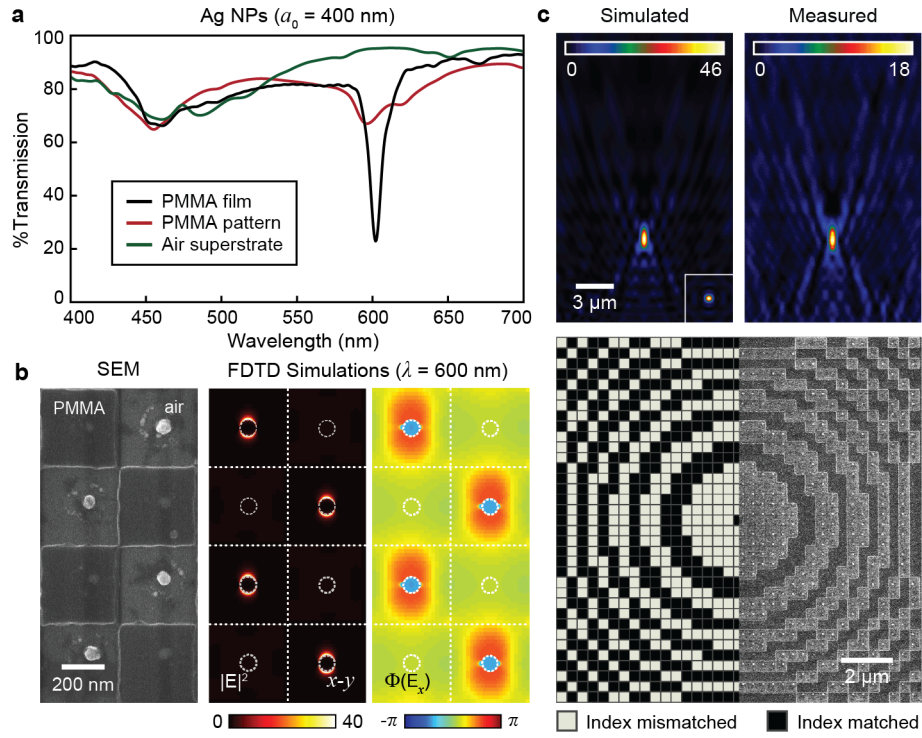 a
Ag NPs (a₀ = 400 nm)
100
80
60
40
20
0
%Transmission
PMMA film
PMMA pattern
Air superstrate
400
450
500
550
600
650
700
Wavelength (nm)
b
SEM
FDTD Simulations (λ = 600 nm)
PMMA
air
200 nm
|E|²
x-y
Φ(Eₓ)
0
40
-π
π
c
Simulated
Measured
0
46
0
18
3 μm
2 μm
Index mismatched
Index matched